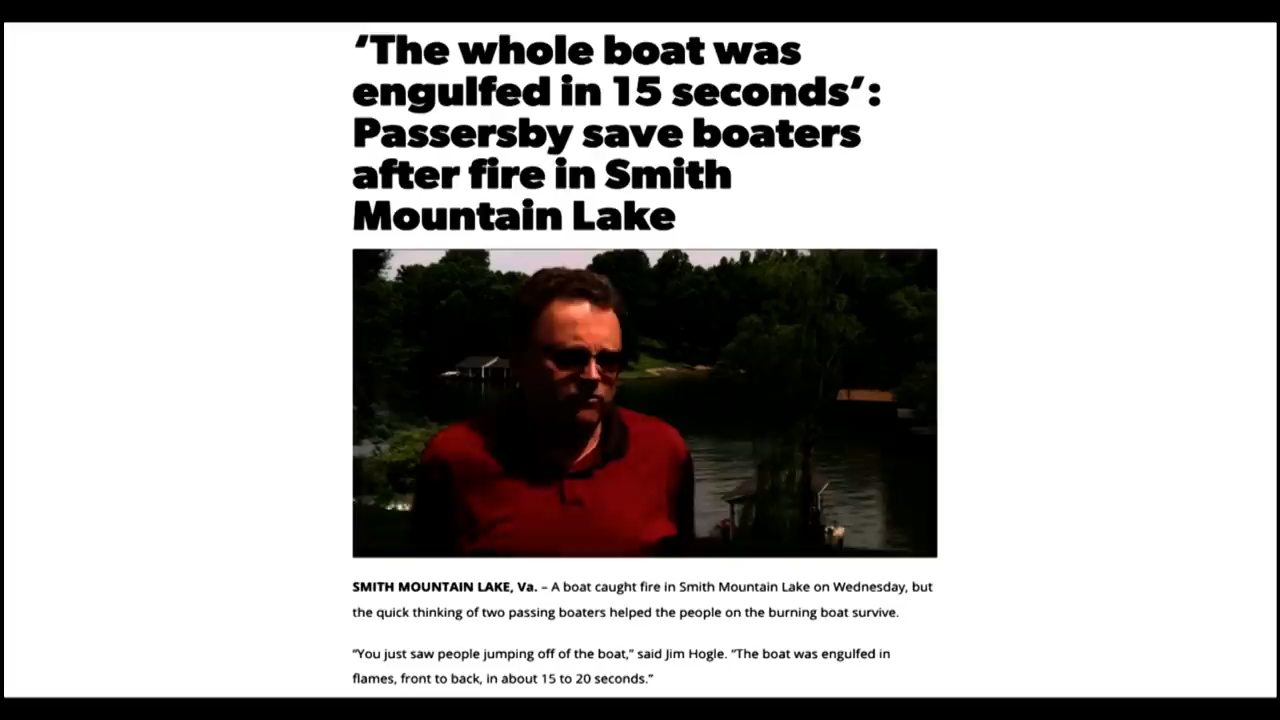 ‘The whole boat was
engulfed in 15 seconds’:
Passersby save boaters
after fire in Smith
Mountain Lake
SMITH MOUNTAIN LAKE, Va. – A boat caught fire in Smith Mountain Lake on Wednesday, but
the quick thinking of two passing boaters helped the people on the burning boat survive.
“You just saw people jumping off of the boat,” said Jim Hogle. “The boat was engulfed in
flames, front to back, in about 15 to 20 seconds.”